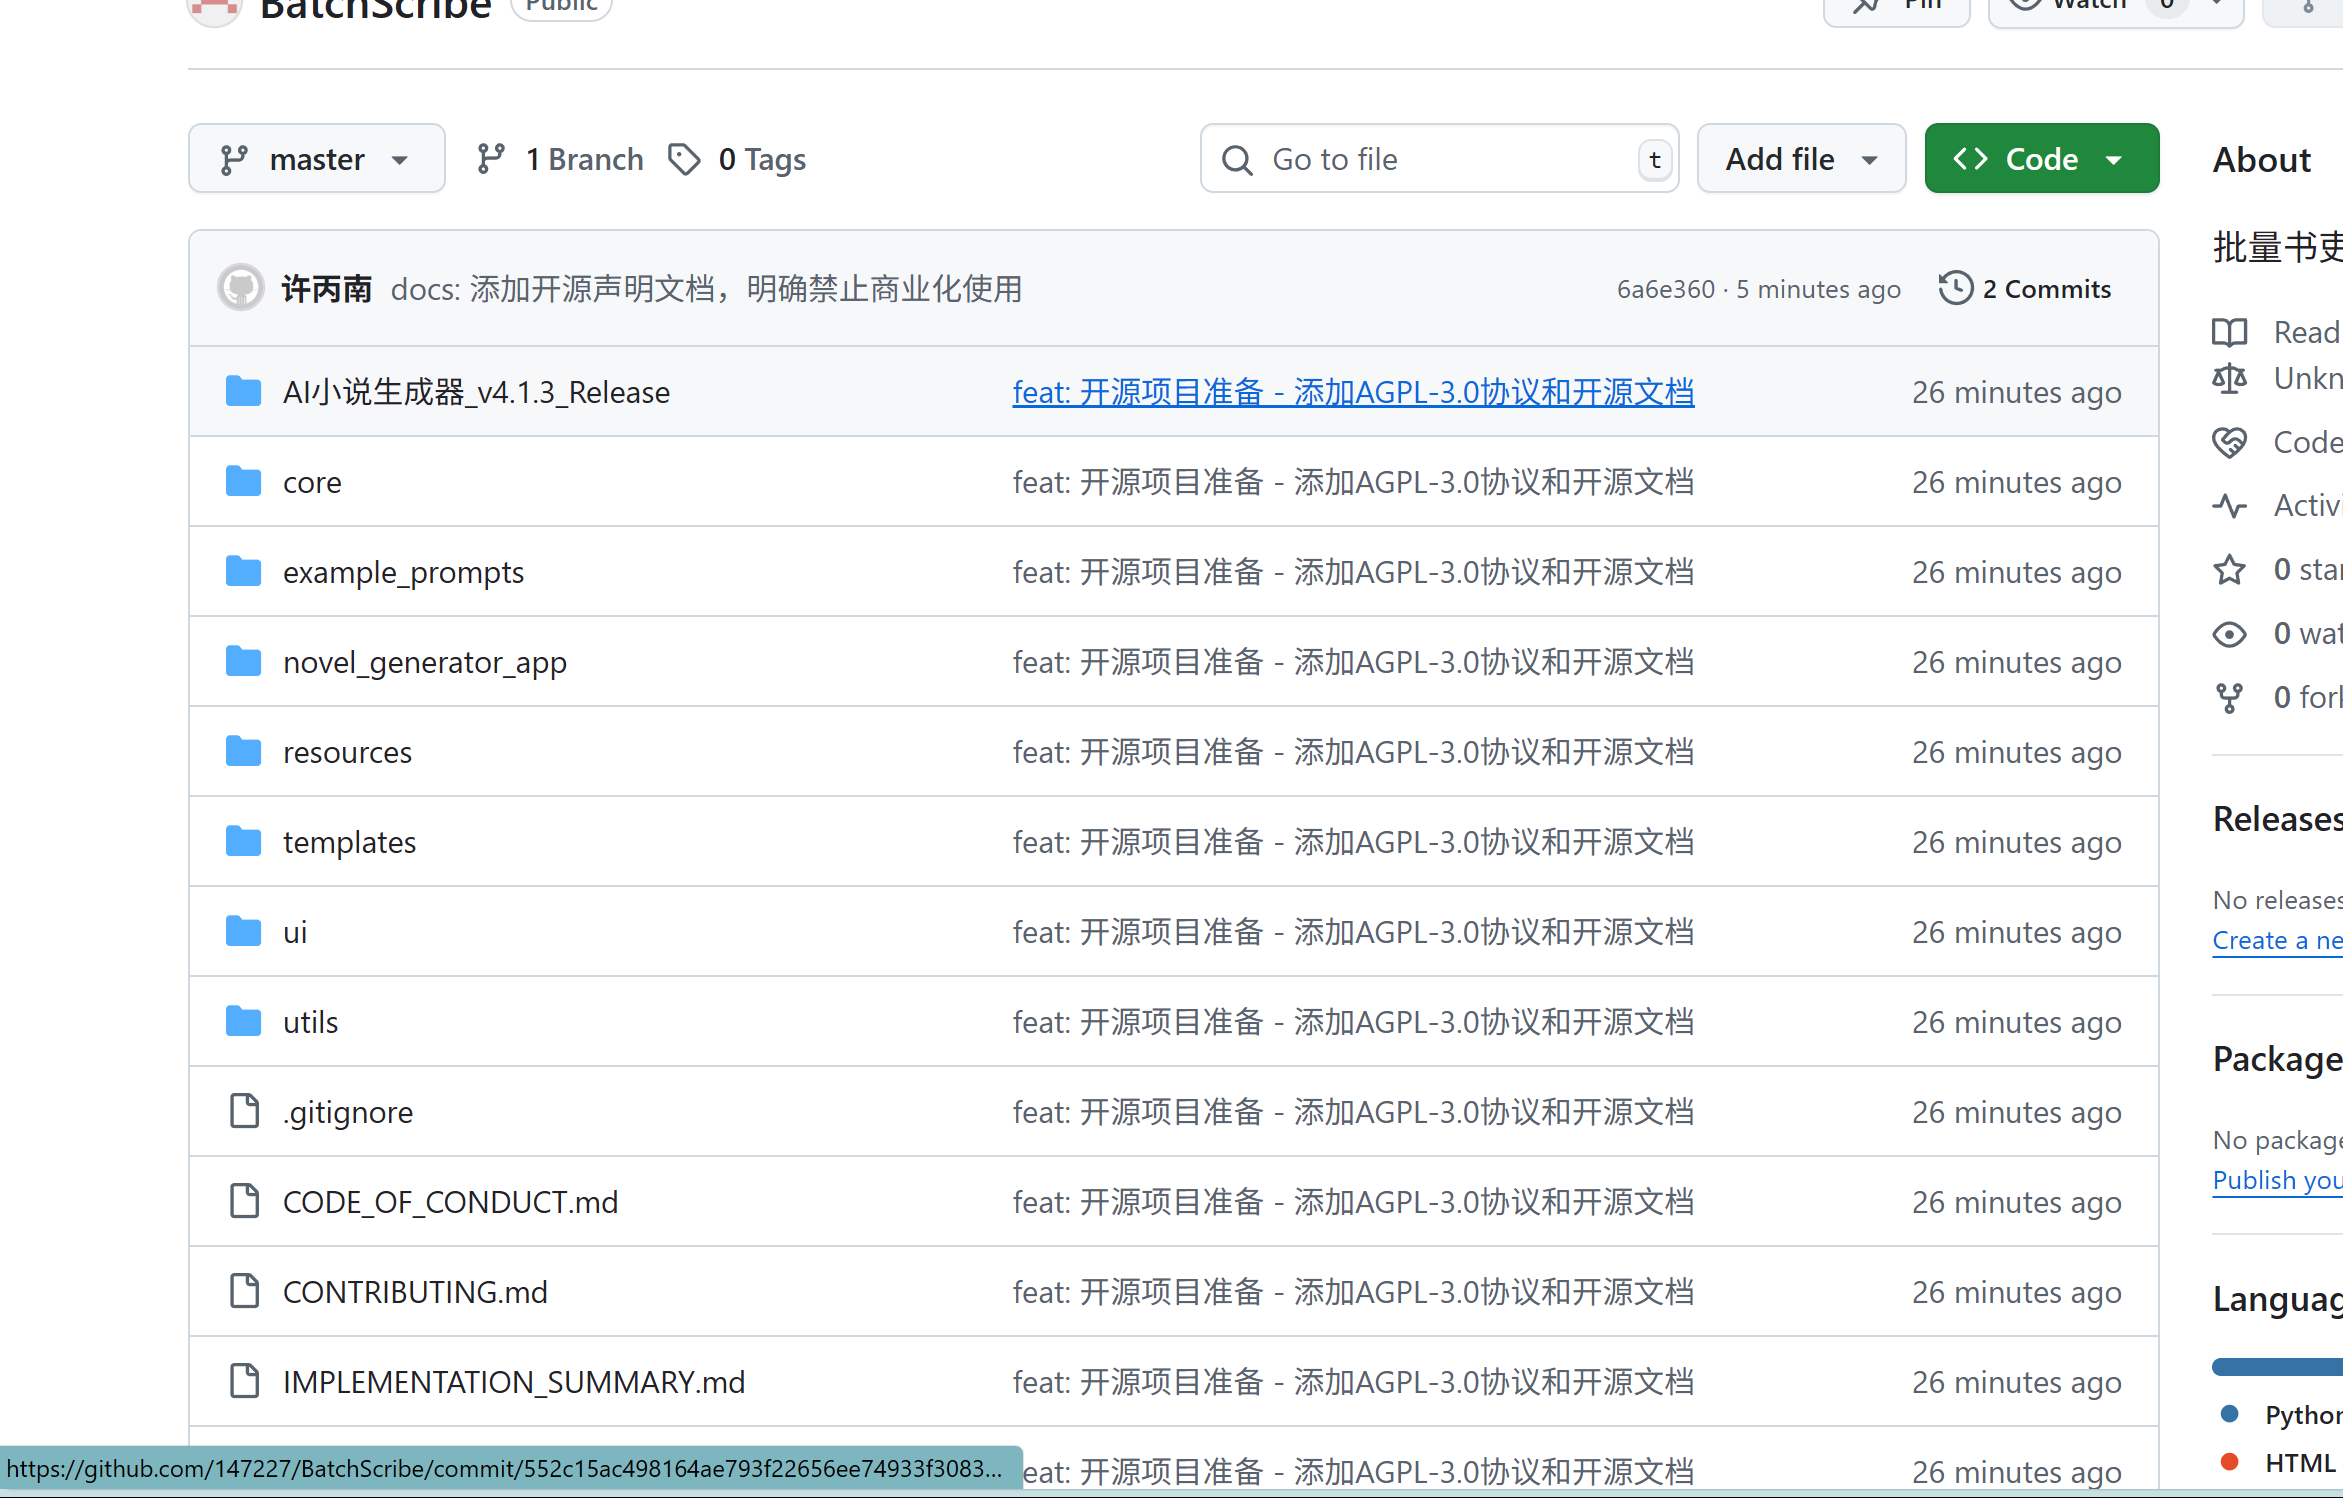 BatchScribe Public Pin Watch 0
master 1 Branch 0 Tags Go to file t Add file Code
许丙南 docs: 添加开源声明文档，明确禁止商业化使用 6a6e360 · 5 minutes ago 2 Commits
AI小说生成器_v4.1.3_Release feat: 开源项目准备 - 添加AGPL-3.0协议和开源文档 26 minutes ago
core feat: 开源项目准备 - 添加AGPL-3.0协议和开源文档 26 minutes ago
example_prompts feat: 开源项目准备 - 添加AGPL-3.0协议和开源文档 26 minutes ago
novel_generator_app feat: 开源项目准备 - 添加AGPL-3.0协议和开源文档 26 minutes ago
resources feat: 开源项目准备 - 添加AGPL-3.0协议和开源文档 26 minutes ago
templates feat: 开源项目准备 - 添加AGPL-3.0协议和开源文档 26 minutes ago
ui feat: 开源项目准备 - 添加AGPL-3.0协议和开源文档 26 minutes ago
utils feat: 开源项目准备 - 添加AGPL-3.0协议和开源文档 26 minutes ago
.gitignore feat: 开源项目准备 - 添加AGPL-3.0协议和开源文档 26 minutes ago
CODE_OF_CONDUCT.md feat: 开源项目准备 - 添加AGPL-3.0协议和开源文档 26 minutes ago
CONTRIBUTING.md feat: 开源项目准备 - 添加AGPL-3.0协议和开源文档 26 minutes ago
IMPLEMENTATION_SUMMARY.md feat: 开源项目准备 - 添加AGPL-3.0协议和开源文档 26 minutes ago
eat: 开源项目准备 - 添加AGPL-3.0协议和开源文档 26 minutes ago
https://github.com/147227/BatchScribe/commit/552c15ac498164ae793f22656ee74933f3083...
About
批量书吏
Read
Unkn
Code
Activi
0 star
0 wat
0 fork
Releases
No releases
Create a ne
Package
No package
Publish you
Languag
Python
HTML